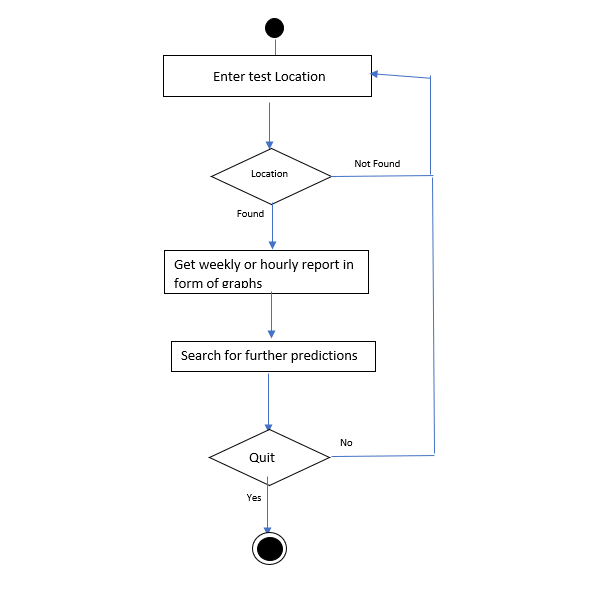 Enter test Location
Location
Not Found
Found
Get weekly or hourly report in
form of graphs
Search for further predictions
Quit
No
Yes